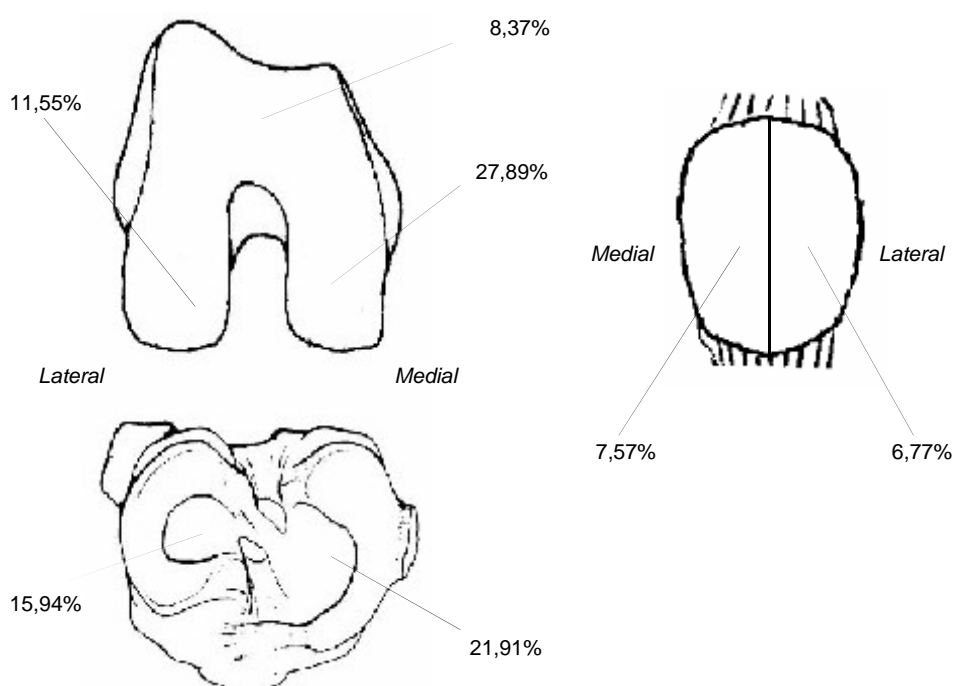 8,37%
11,55%
27,89%
Medial
Lateral
Lateral
Medial
7,57%
6,77%
15,94%
21,91%